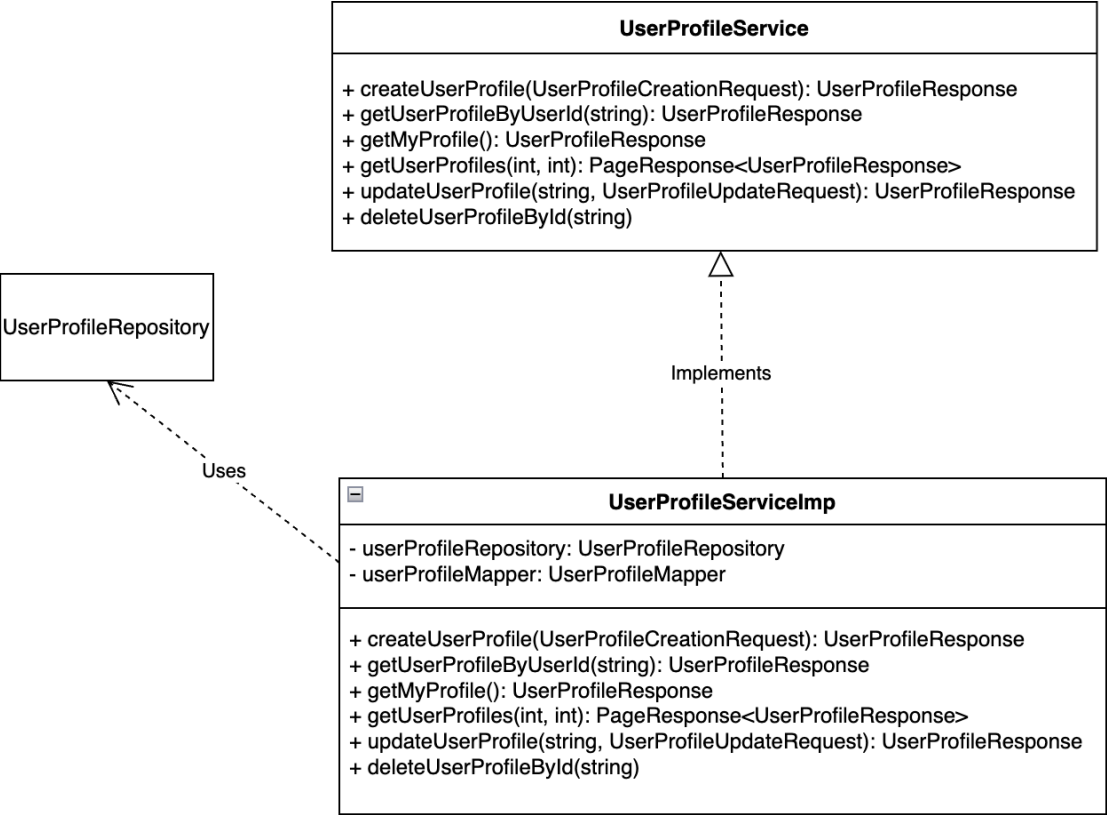 UserProfileService
+ createUserProfile(UserProfileCreationRequest): UserProfileResponse
+ getUserProfileByUserId(string): UserProfileResponse
+ getMyProfile(): UserProfileResponse
+ getUserProfiles(int, int): PageResponse<UserProfileResponse>
+ updateUserProfile(string, UserProfileUpdateRequest): UserProfileResponse
+ deleteUserProfileById(string)
UserProfileRepository
Implements
Uses
UserProfileServiceImp
- userProfileRepository: UserProfileRepository
- userProfileMapper: UserProfileMapper
+ createUserProfile(UserProfileCreationRequest): UserProfileResponse
+ getUserProfileByUserId(string): UserProfileResponse
+ getMyProfile(): UserProfileResponse
+ getUserProfiles(int, int): PageResponse<UserProfileResponse>
+ updateUserProfile(string, UserProfileUpdateRequest): UserProfileResponse
+ deleteUserProfileById(string)